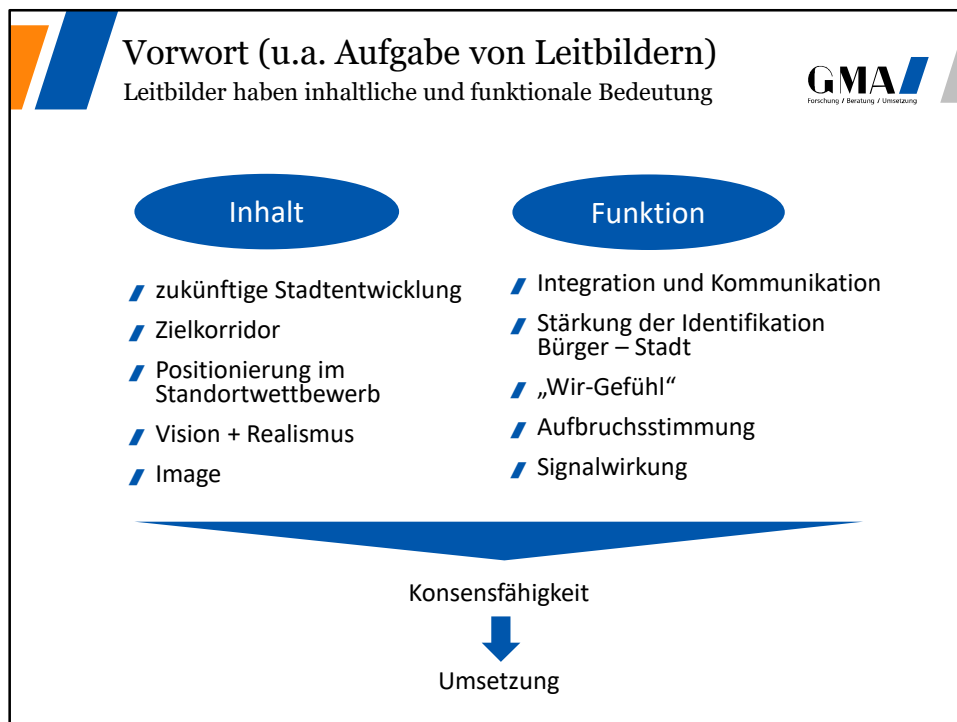 Vorwort (u.a. Aufgabe von Leitbildern)
Leitbilder haben inhaltliche und funktionale Bedeutung
GMA
Forschung / Beratung / Umsetzung
Inhalt
zukünftige Stadtentwicklung
Zielkorridor
Positionierung im
Standortwettbewerb
Vision + Realismus
Image
Funktion
Integration und Kommunikation
Stärkung der Identifikation
Bürger – Stadt
„Wir-Gefühl“
Aufbruchsstimmung
Signalwirkung
Konsensfähigkeit
Umsetzung